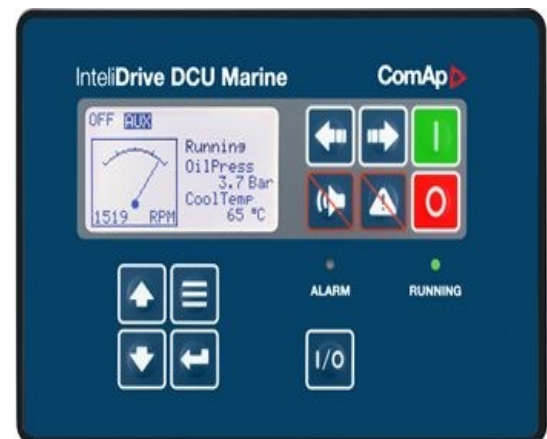 InteliDrive DCU Marine
ComAp
OFF AUX
Running
OilPress
3.7 Bar
CoolTemp
65 °C
1519 RPM
I
O
ALARM
RUNNING
I/O